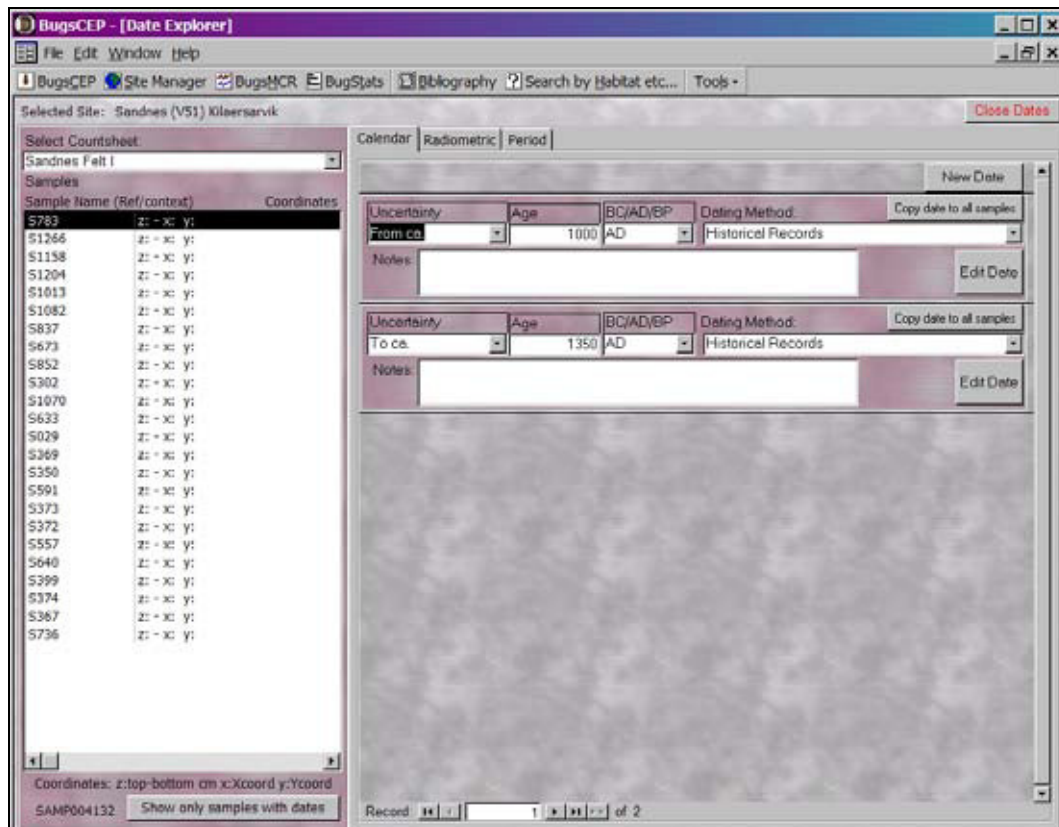 BugsCEP - [Date Explorer]
File Edit Window Help
BugsCEP Site Manager BugsMCR BugStats Bibliography Search by Habitat etc... Tools
Selected Site: Sandnes (V51) Kilaersarvik
Close Dates
Select Countsheet
Sandnes Felt I
Samples
Sample Name (Ref/context) Coordinates
S783 z: - x: y:
S1266 z: - x: y:
S1158 z: - x: y:
S1204 z: - x: y:
S1013 z: - x: y:
S1082 z: - x: y:
S837 z: - x: y:
S673 z: - x: y:
S852 z: - x: y:
S302 z: - x: y:
S1070 z: - x: y:
S633 z: - x: y:
S029 z: - x: y:
S369 z: - x: y:
S350 z: - x: y:
S591 z: - x: y:
S373 z: - x: y:
S372 z: - x: y:
S557 z: - x: y:
S640 z: - x: y:
S399 z: - x: y:
S374 z: - x: y:
S367 z: - x: y:
S736 z: - x: y:
Coordinates: z:top-bottom cm x:Xcoord y:Ycoord
SAMP004132 Show only samples with dates
Calendar Radiometric Period
New Date
Uncertainty Age BC/AD/BP Dating Method: Copy date to all samples
From ca. 1000 AD Historical Records
Notes: Edit Date
Uncertainty Age BC/AD/BP Dating Method: Copy date to all samples
To ca. 1350 AD Historical Records
Notes: Edit Date
Record: 1 of 2